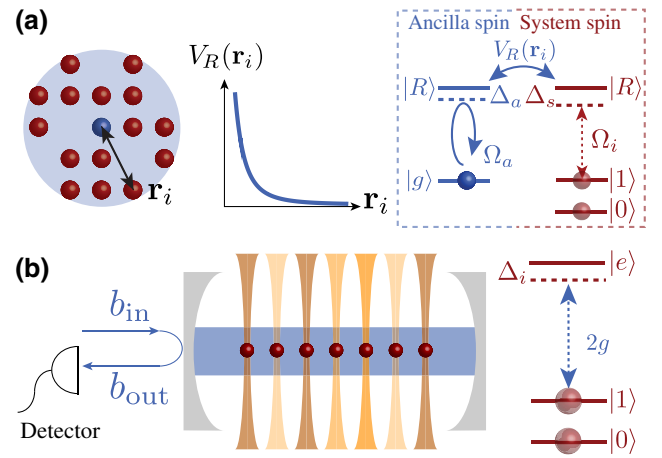 (a)
V_R(r_i)
r_i
r_i
Ancilla spin System spin
V_R(r_i)
|R⟩ Δ_a Δ_s |R⟩
Ω_a Ω_i
|g⟩ |1⟩
|0⟩
(b)
b_in
b_out
Detector
Δ_i |e⟩
2g
|1⟩
|0⟩